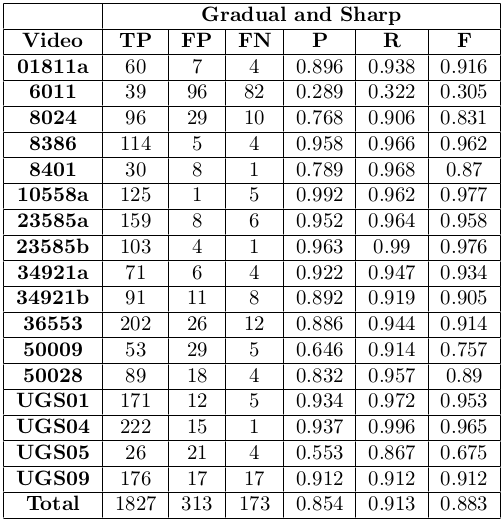 Gradual and Sharp
Video TP FP FN P R F
01811a 60 7 4 0.896 0.938 0.916
6011 39 96 82 0.289 0.322 0.305
8024 96 29 10 0.768 0.906 0.831
8386 114 5 4 0.958 0.966 0.962
8401 30 8 1 0.789 0.968 0.87
10558a 125 1 5 0.992 0.962 0.977
23585a 159 8 6 0.952 0.964 0.958
23585b 103 4 1 0.963 0.99 0.976
34921a 71 6 4 0.922 0.947 0.934
34921b 91 11 8 0.892 0.919 0.905
36553 202 26 12 0.886 0.944 0.914
50009 53 29 5 0.646 0.914 0.757
50028 89 18 4 0.832 0.957 0.89
UGS01 171 12 5 0.934 0.972 0.953
UGS04 222 15 1 0.937 0.996 0.965
UGS05 26 21 4 0.553 0.867 0.675
UGS09 176 17 17 0.912 0.912 0.912
Total 1827 313 173 0.854 0.913 0.883